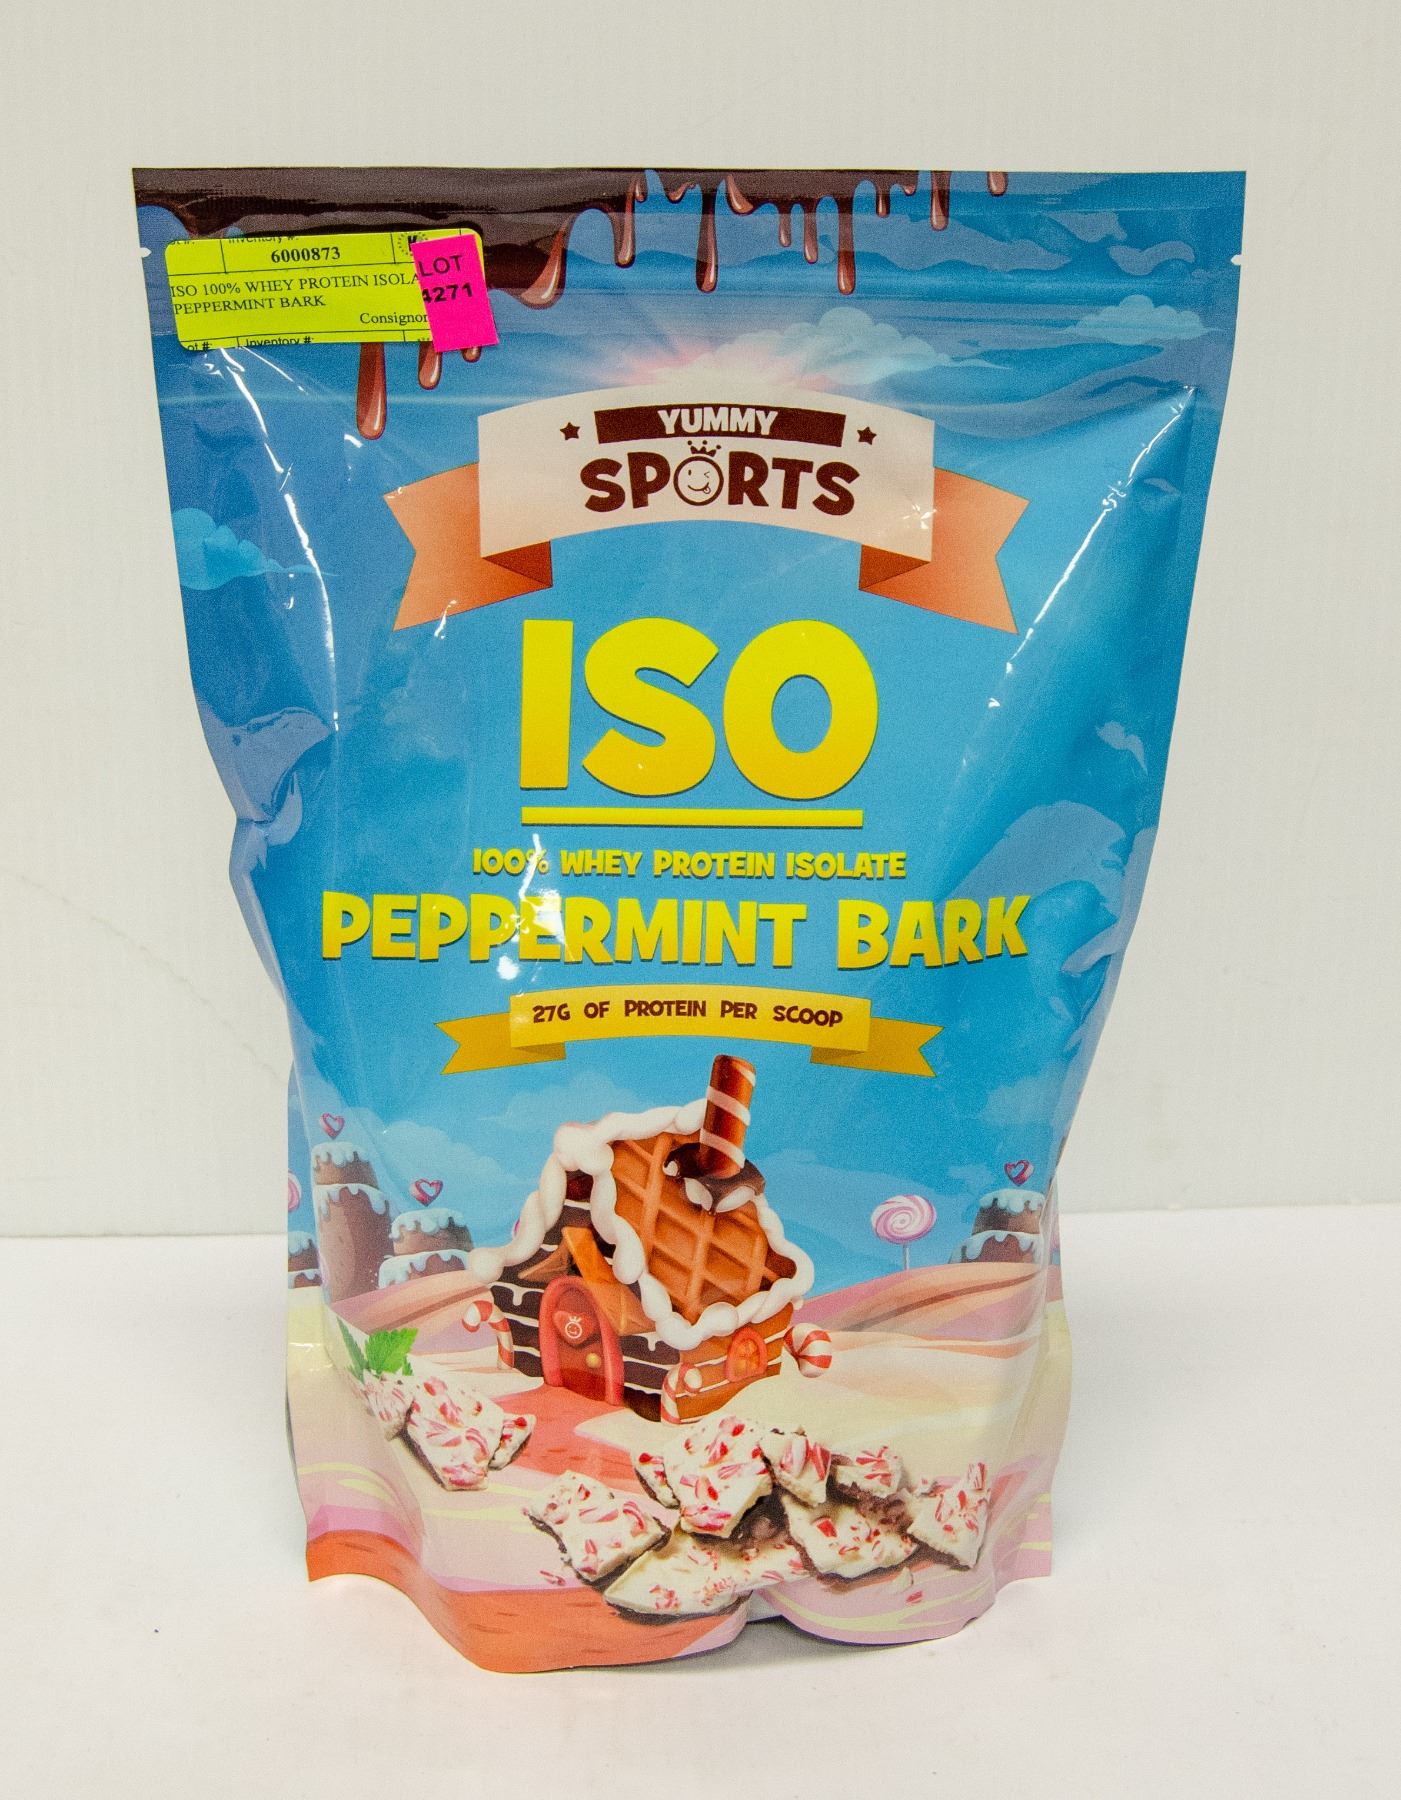 Inventory #:
6000873
LOT
4271
ISO 100% WHEY PROTEIN ISOLA
PEPPERMINT BARK
Consignor
ot #:
Inventory #:
YUMMY
SPORTS
ISO
100% WHEY PROTEIN ISOLATE
PEPPERMINT BARK
27G OF PROTEIN PER SCOOP